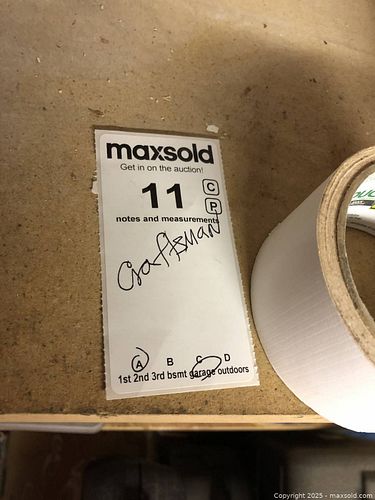 maxsold
Get in on the auction!
11 C
P
notes and measurements
Craftsman
A B C D
1st 2nd 3rd bsmt garage outdoors
Copyright 2025 - maxsold.com